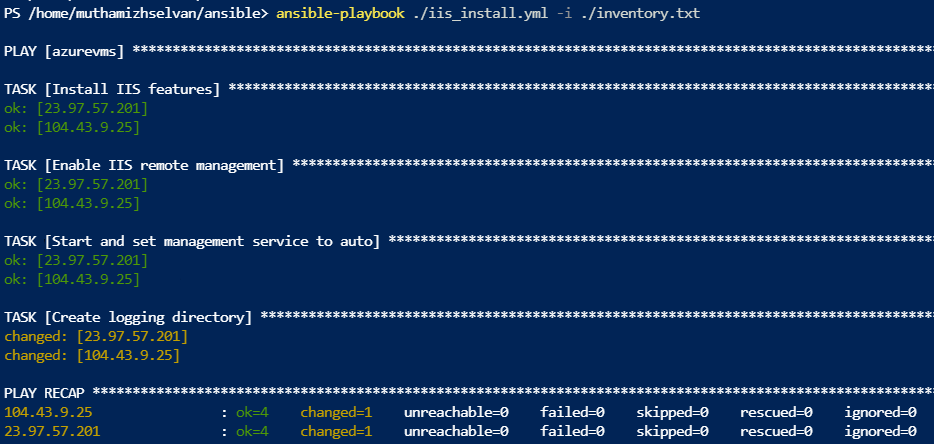 PS /home/muthamizhselvan/ansible> ansible-playbook ./iis_install.yml -i ./inventory.txt
PLAY [azurevms] ****************************************************************************************************
TASK [Install IIS features] ****************************************************************************************
ok: [23.97.57.201]
ok: [104.43.9.25]
TASK [Enable IIS remote management] ********************************************************************************
ok: [23.97.57.201]
ok: [104.43.9.25]
TASK [Start and set management service to auto] ********************************************************************
ok: [23.97.57.201]
ok: [104.43.9.25]
TASK [Create logging directory] ************************************************************************************
changed: [23.97.57.201]
changed: [104.43.9.25]
PLAY RECAP *********************************************************************************************************
104.43.9.25                : ok=4    changed=1    unreachable=0    failed=0    skipped=0    rescued=0    ignored=0
23.97.57.201               : ok=4    changed=1    unreachable=0    failed=0    skipped=0    rescued=0    ignored=0